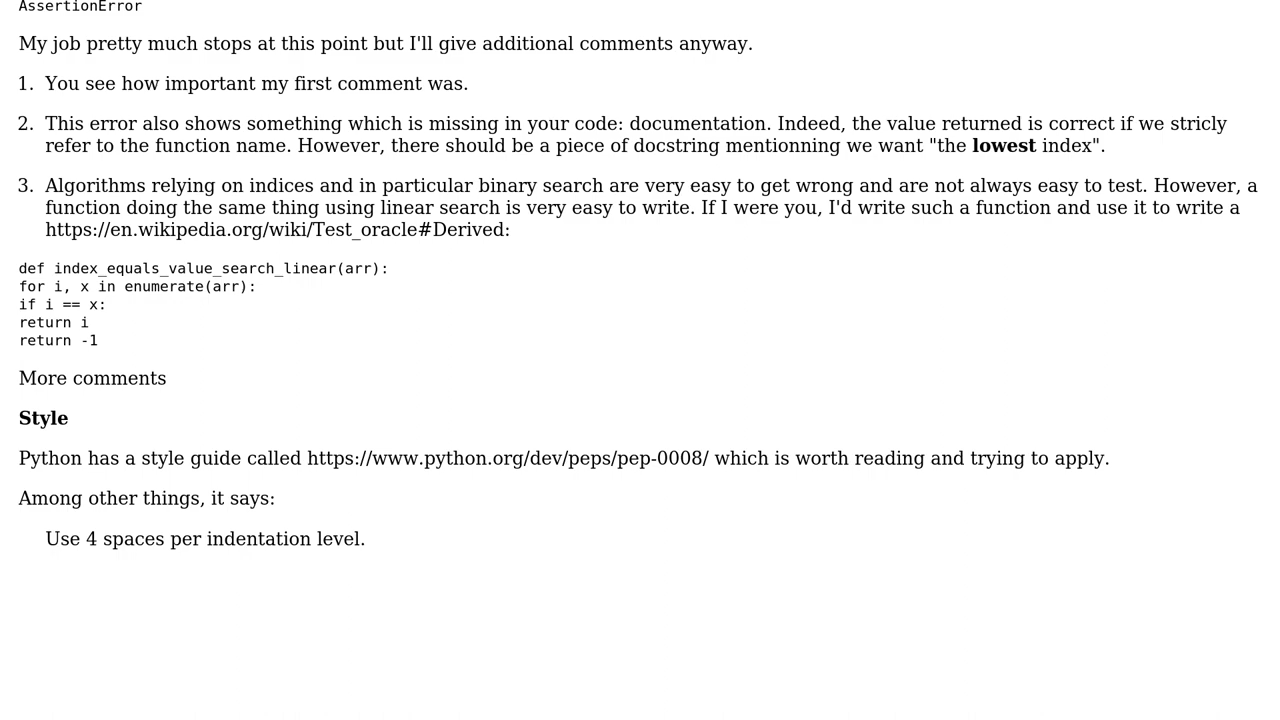 AssertionError
My job pretty much stops at this point but I'll give additional comments anyway.
1. You see how important my first comment was.
2. This error also shows something which is missing in your code: documentation. Indeed, the value returned is correct if we stricly
refer to the function name. However, there should be a piece of docstring mentionning we want "the lowest index".
3. Algorithms relying on indices and in particular binary search are very easy to get wrong and are not always easy to test. However, a
function doing the same thing using linear search is very easy to write. If I were you, I'd write such a function and use it to write a
https://en.wikipedia.org/wiki/Test_oracle#Derived:
def index_equals_value_search_linear(arr):
for i, x in enumerate(arr):
if i == x:
return i
return -1
More comments
Style
Python has a style guide called https://www.python.org/dev/peps/pep-0008/ which is worth reading and trying to apply.
Among other things, it says:
Use 4 spaces per indentation level.